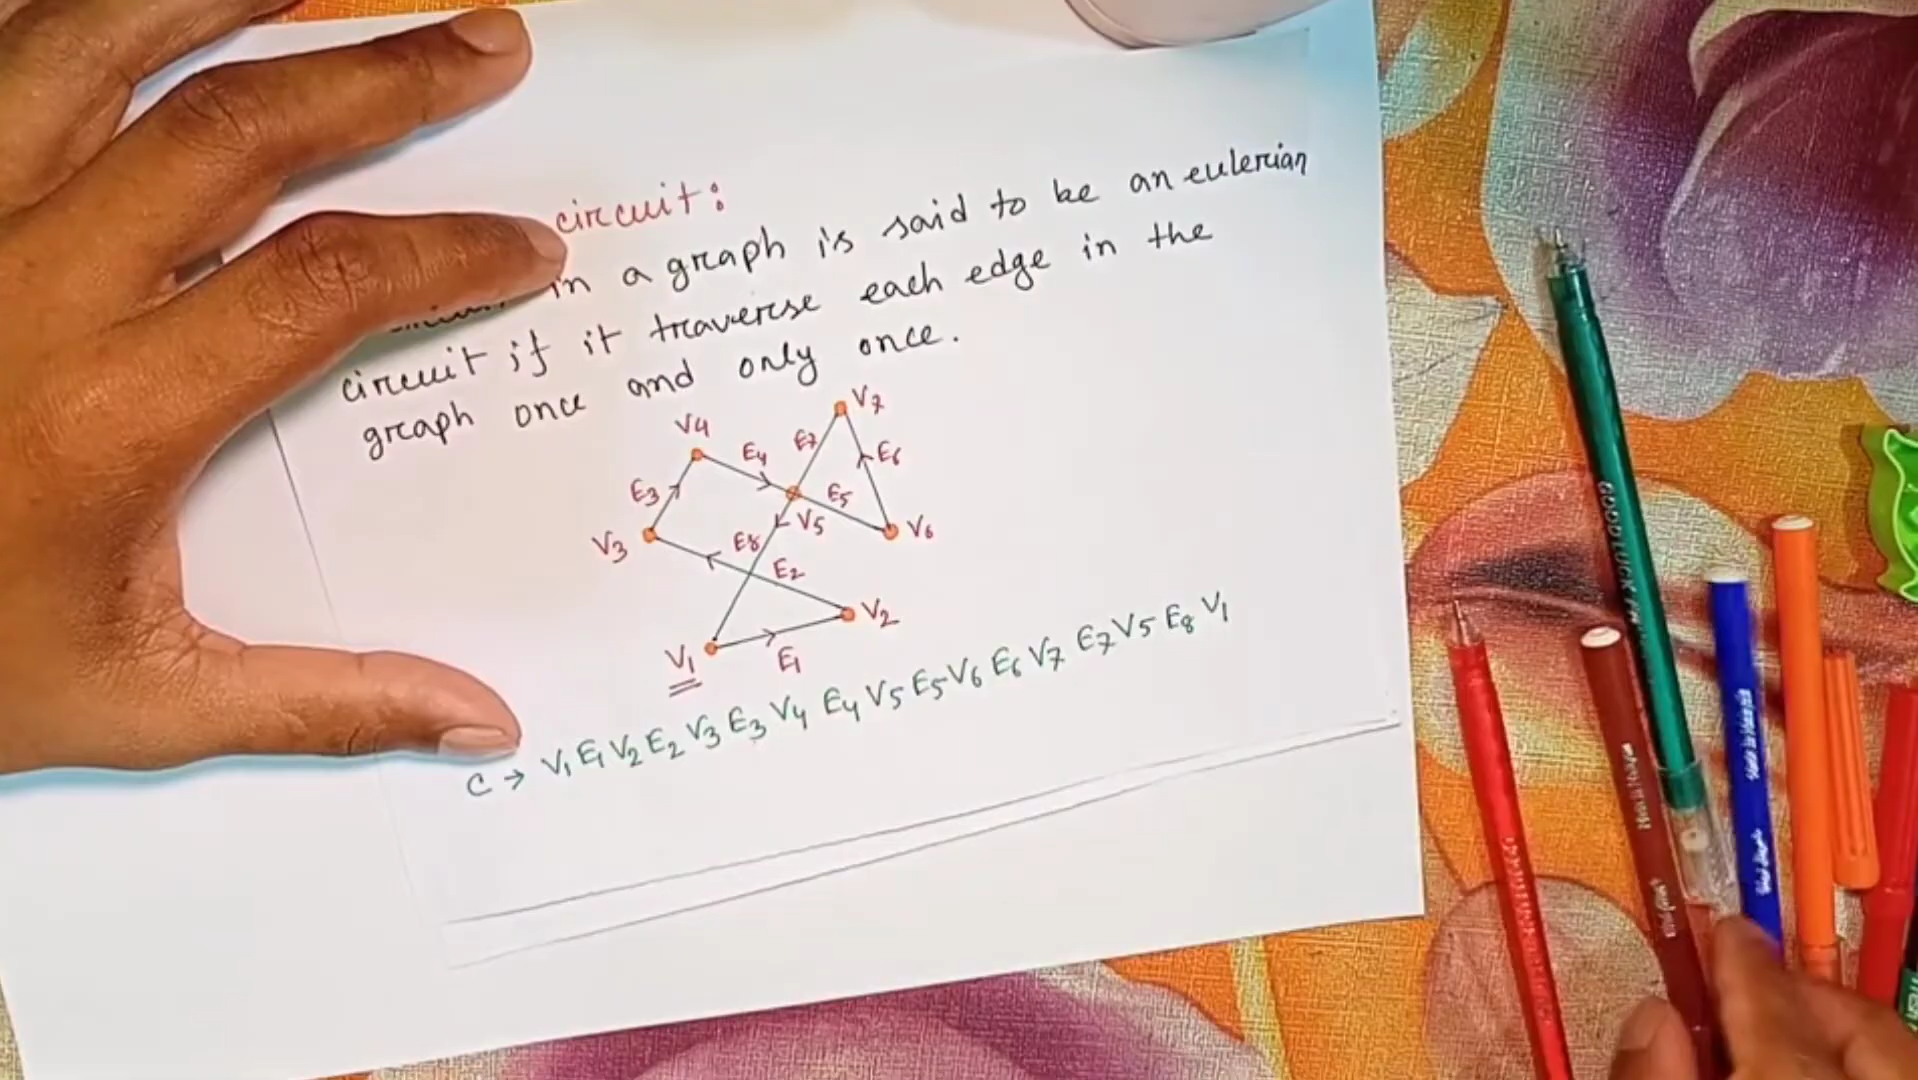 circuit:
in a graph is said to be an eulerian
circuit if it traverse each edge in the
graph once and only once.
V7
V4
E7
E4
E6
E3
E5
V5
V6
V3
E8
E2
V2
V1
E1
C → V1 E1 V2 E2 V3 E3 V4 E4 V5 E5 V6 E6 V7 E7 V5 E8 V1